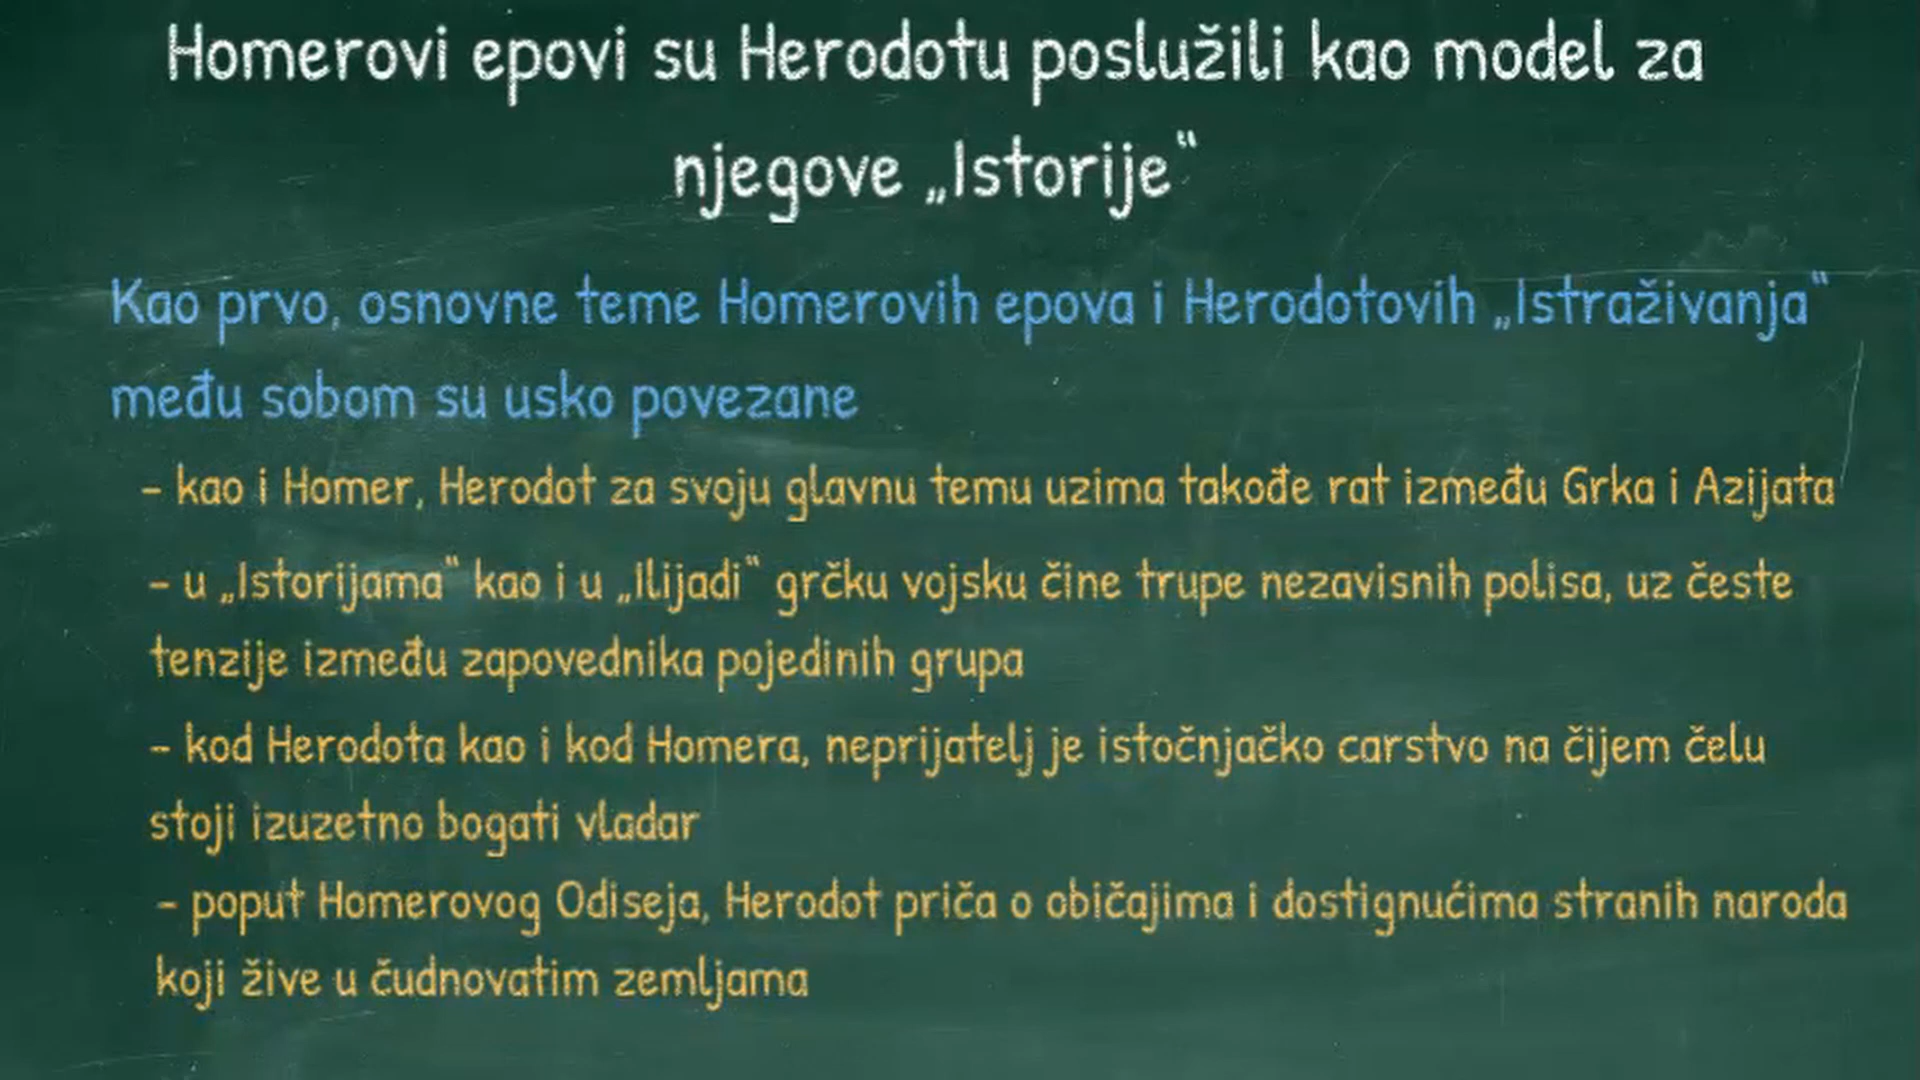 Homerovi epovi su Herodotu poslužili kao model za
njegove „Istorije“
Kao prvo, osnovne teme Homerovih epova i Herodotovih „Istraživanja“
među sobom su usko povezane
– kao i Homer, Herodot za svoju glavnu temu uzima takođe rat između Grka i Azijata
– u „Istorijama“ kao i u „Ilijadi“ grčku vojsku čine trupe nezavisnih polisa, uz česte
tenzije između zapovednika pojedinih grupa
– kod Herodota kao i kod Homera, neprijatelj je istočnjačko carstvo na čijem čelu
stoji izuzetno bogati vladar
– poput Homerovog Odiseja, Herodot priča o običajima i dostignućima stranih naroda
koji žive u čudnovatim zemljama